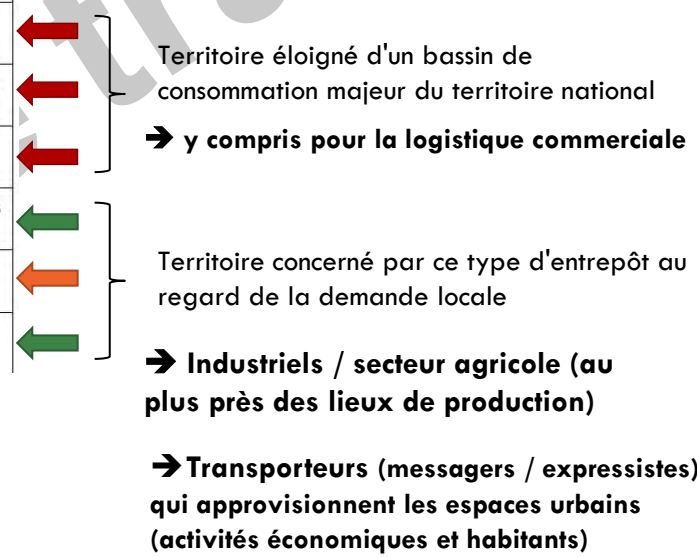 Territoire éloigné d'un bassin de
consommation majeur du territoire national
➔ y compris pour la logistique commerciale
Territoire concerné par ce type d'entrepôt au
regard de la demande locale
➔ Industriels / secteur agricole (au
plus près des lieux de production)
➔ Transporteurs (messagers / expressistes)
qui approvisionnent les espaces urbains
(activités économiques et habitants)